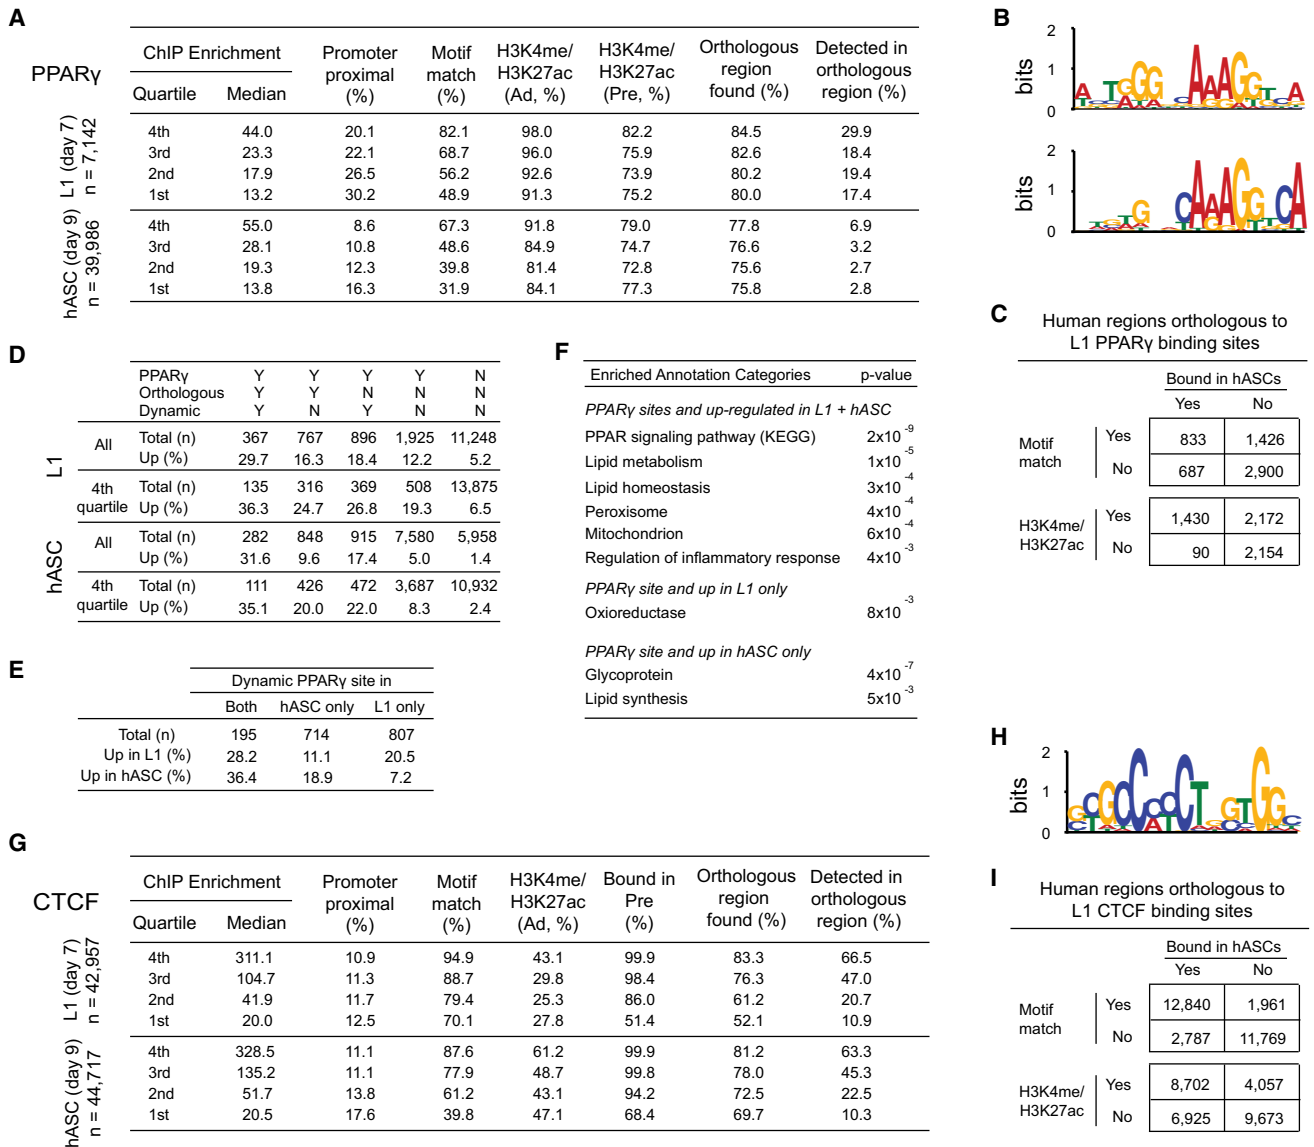 A
PPARγ
ChIP Enrichment
Promoter proximal (%)
Motif match (%)
H3K4me/ H3K27ac (Ad, %)
H3K4me/ H3K27ac (Pre, %)
Orthologous region found (%)
Detected in orthologous region (%)
Quartile Median
L1 (day 7) n = 7,142
4th 44.0 20.1 82.1 98.0 82.2 84.5 29.9
3rd 23.3 22.1 68.7 96.0 75.9 82.6 18.4
2nd 17.9 26.5 56.2 92.6 73.9 80.2 19.4
1st 13.2 30.2 48.9 91.3 75.2 80.0 17.4
hASC (day 9) n = 39,986
4th 55.0 8.6 67.3 91.8 79.0 77.8 6.9
3rd 28.1 10.8 48.6 84.9 74.7 76.6 3.2
2nd 19.3 12.3 39.8 81.4 72.8 75.6 2.7
1st 13.8 16.3 31.9 84.1 77.3 75.8 2.8
B
bits
2
1
0
bits
2
1
0
C
Human regions orthologous to
L1 PPARγ binding sites
Bound in hASCs
Yes No
Motif match
Yes 833 1,426
No 687 2,900
H3K4me/ H3K27ac
Yes 1,430 2,172
No 90 2,154
D
PPARγ Y Y Y Y N
Orthologous Y Y N N N
Dynamic Y N Y N N
L1
All
Total (n) 367 767 896 1,925 11,248
Up (%) 29.7 16.3 18.4 12.2 5.2
4th quartile
Total (n) 135 316 369 508 13,875
Up (%) 36.3 24.7 26.8 19.3 6.5
hASC
All
Total (n) 282 848 915 7,580 5,958
Up (%) 31.6 9.6 17.4 5.0 1.4
4th quartile
Total (n) 111 426 472 3,687 10,932
Up (%) 35.1 20.0 22.0 8.3 2.4
E
Dynamic PPARγ site in
Both hASC only L1 only
Total (n) 195 714 807
Up in L1 (%) 28.2 11.1 20.5
Up in hASC (%) 36.4 18.9 7.2
F
Enriched Annotation Categories p-value
PPARγ sites and up-regulated in L1 + hASC
PPAR signaling pathway (KEGG) 2x10 -9
Lipid metabolism 1x10 -5
Lipid homeostasis 3x10 -4
Peroxisome 4x10 -4
Mitochondrion 6x10 -4
Regulation of inflammatory response 4x10 -3
PPARγ site and up in L1 only
Oxioreductase 8x10 -3
PPARγ site and up in hASC only
Glycoprotein 4x10 -7
Lipid synthesis 5x10 -3
G
CTCF
ChIP Enrichment
Promoter proximal (%)
Motif match (%)
H3K4me/ H3K27ac (Ad, %)
Bound in Pre (%)
Orthologous region found (%)
Detected in orthologous region (%)
Quartile Median
L1 (day 7) n = 42,957
4th 311.1 10.9 94.9 43.1 99.9 83.3 66.5
3rd 104.7 11.3 88.7 29.8 98.4 76.3 47.0
2nd 41.9 11.7 79.4 25.3 86.0 61.2 20.7
1st 20.0 12.5 70.1 27.8 51.4 52.1 10.9
hASC (day 9) n = 44,717
4th 328.5 11.1 87.6 61.2 99.9 81.2 63.3
3rd 135.2 11.1 77.9 48.7 99.8 78.0 45.3
2nd 51.7 13.8 61.2 43.1 94.2 72.5 22.5
1st 20.5 17.6 39.8 47.1 68.4 69.7 10.3
H
bits
2
1
0
I
Human regions orthologous to
L1 CTCF binding sites
Bound in hASCs
Yes No
Motif match
Yes 12,840 1,961
No 2,787 11,769
H3K4me/ H3K27ac
Yes 8,702 4,057
No 6,925 9,673